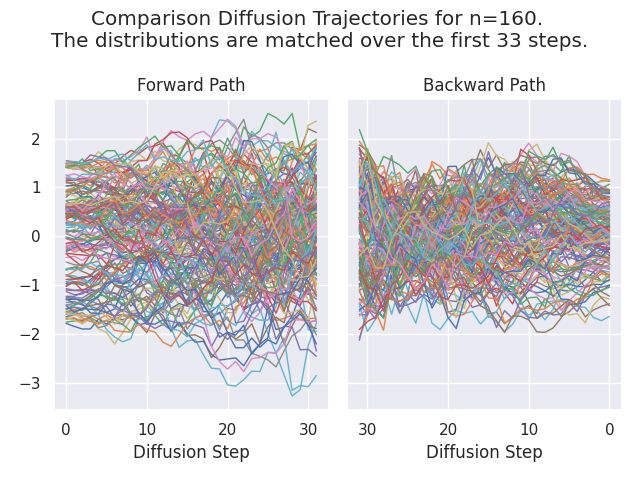 Comparison Diffusion Trajectories for n=160.
The distributions are matched over the first 33 steps.
Forward Path
Backward Path
2
1
0
−1
−2
−3
0 10 20 30
30 20 10 0
Diffusion Step
Diffusion Step